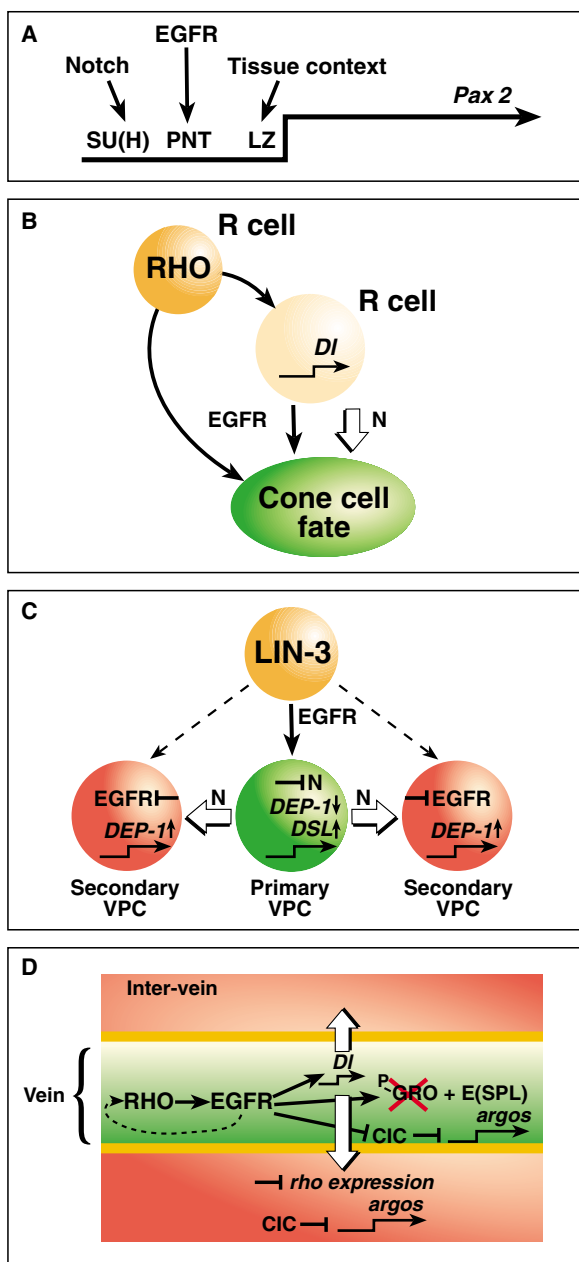 A
EGFR
Notch
Tissue context
Pax 2
SU(H) PNT LZ
B
R cell
RHO
R cell
Dl
EGFR
N
Cone cell
fate
C
LIN-3
EGFR
EGFR
DEP-1
Secondary
VPC
N
N
DEP-1
DSL
Primary
VPC
N
EGFR
DEP-1
Secondary
VPC
D
Inter-vein
Vein
Dl
P
RHO EGFR
GRO + E(SPL)
argos
CIC
rho expression
argos
CIC